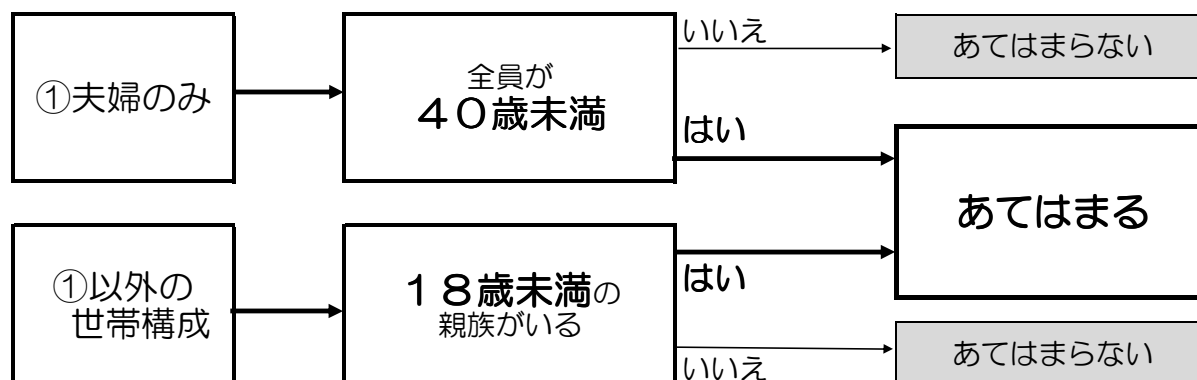 ①夫婦のみ
全員が
４０歳未満
いいえ
あてはまらない
はい
あてはまる
①以外の
世帯構成
１８歳未満の
親族がいる
はい
いいえ
あてはまらない